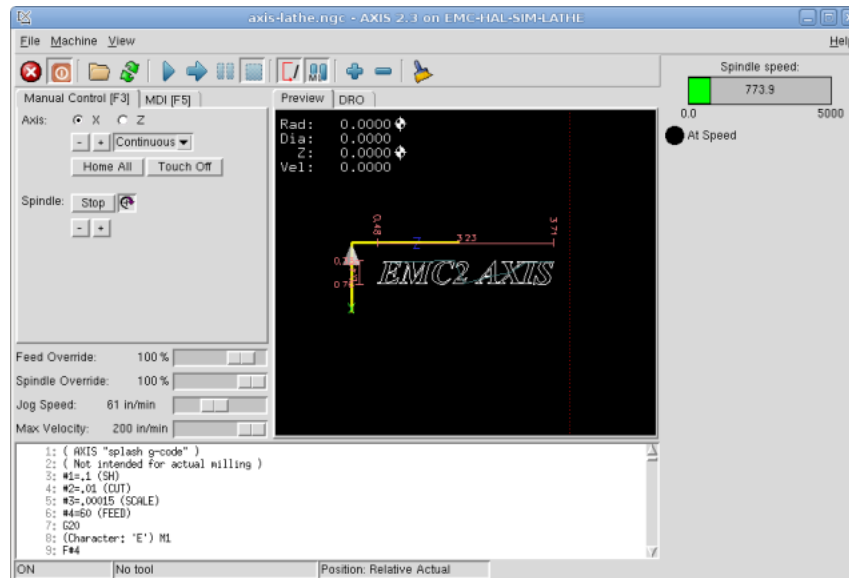 axis-lathe.ngc - AXIS 2.3 on EMC-HAL-SIM-LATHE
File Machine View Help
Manual Control [F3] MDI [F5]
Axis: X Z
- + Continuous
Home All Touch Off
Spindle: Stop
- +
Feed Override: 100 %
Spindle Override: 100 %
Jog Speed: 61 in/min
Max Velocity: 200 in/min
Preview DRO
Rad: 0.0000
Dia: 0.0000
Z: 0.0000
Vel: 0.0000
0.48 3.23 3.71
EMC2 AXIS
Spindle speed:
773.9
0.0 5000
At Speed
1: ( AXIS "splash g-code" )
2: ( Not intended for actual milling )
3: #1=.1 (SH)
4: #2=.01 (CUT)
5: #3=.00015 (SCALE)
6: #4=60 (FEED)
7: G20
8: (Character: 'E') M1
9: F#4
ON No tool Position: Relative Actual